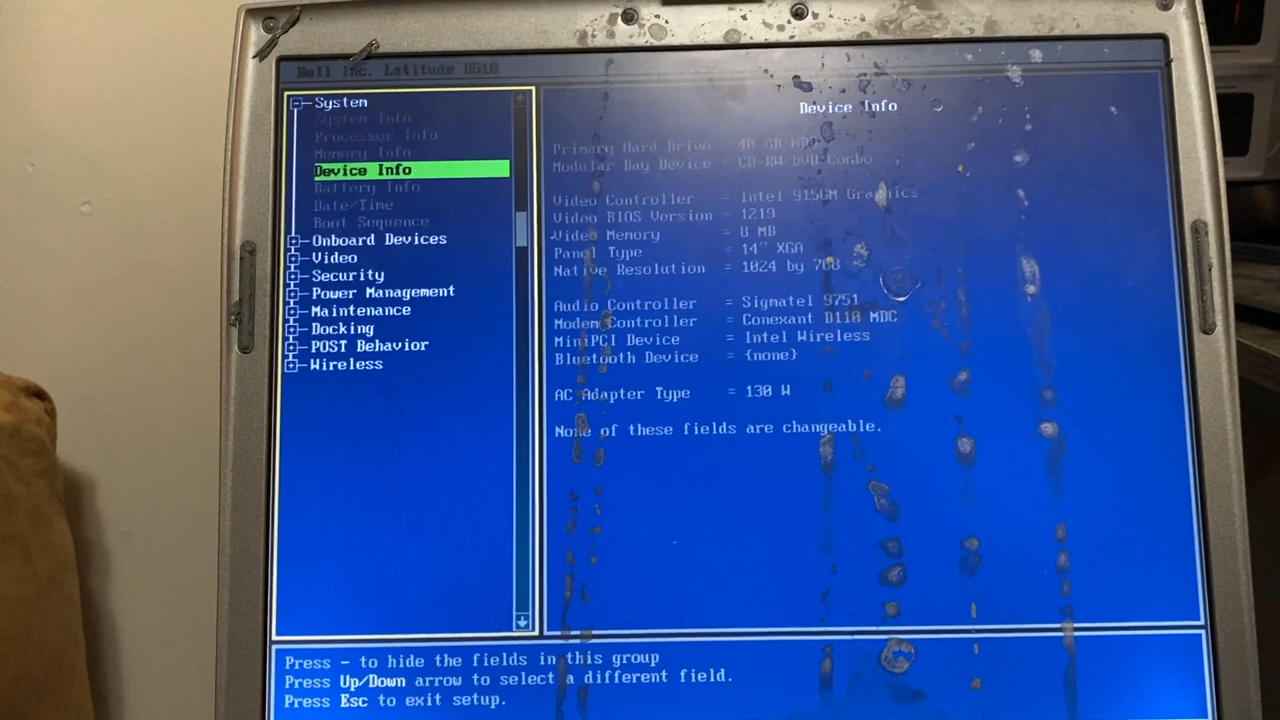 Dell Inc. Latitude D610
System
System Info
Processor Info
Memory Info
Device Info
Battery Info
Date/Time
Boot Sequence
Onboard Devices
Video
Security
Power Management
Maintenance
Docking
POST Behavior
Wireless
Device Info
Primary Hard Drive = 40 GB HDD
Modular Bay Device = CD-RW/DVD Combo
Video Controller = Intel 915GM Graphics
Video BIOS Version = 1219
Video Memory = 8 MB
Panel Type = 14" XGA
Native Resolution = 1024 by 768
Audio Controller = Sigmatel 9751
Modem Controller = Conexant D110 MDC
MiniPCI Device = Intel Wireless
Bluetooth Device = {none}
AC Adapter Type = 130 W
None of these fields are changeable.
Press - to hide the fields in this group
Press Up/Down arrow to select a different field.
Press Esc to exit setup.